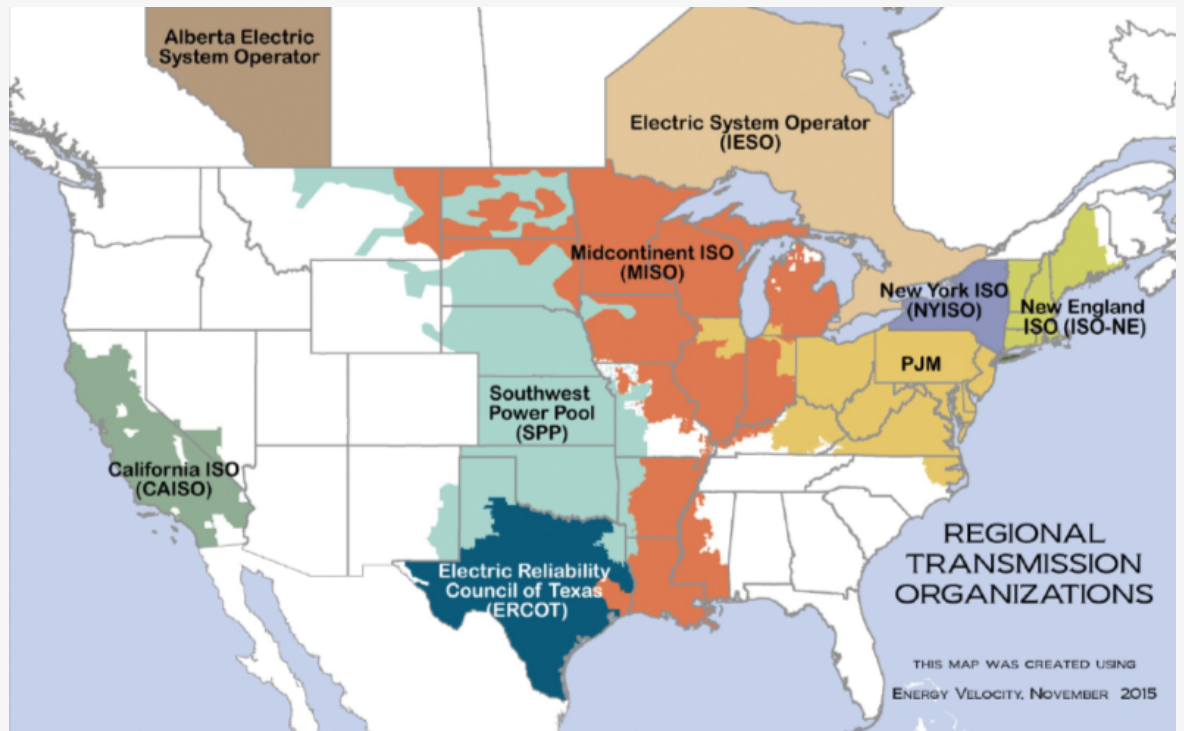 Alberta Electric
System Operator
Electric System Operator
(IESO)
Midcontinent ISO
(MISO)
New York ISO
(NYISO)
New England
ISO (ISO-NE)
PJM
Southwest
Power Pool
(SPP)
California ISO
(CAISO)
Electric Reliability
Council of Texas
(ERCOT)
REGIONAL
TRANSMISSION
ORGANIZATIONS
THIS MAP WAS CREATED USING
ENERGY VELOCITY, NOVEMBER 2015